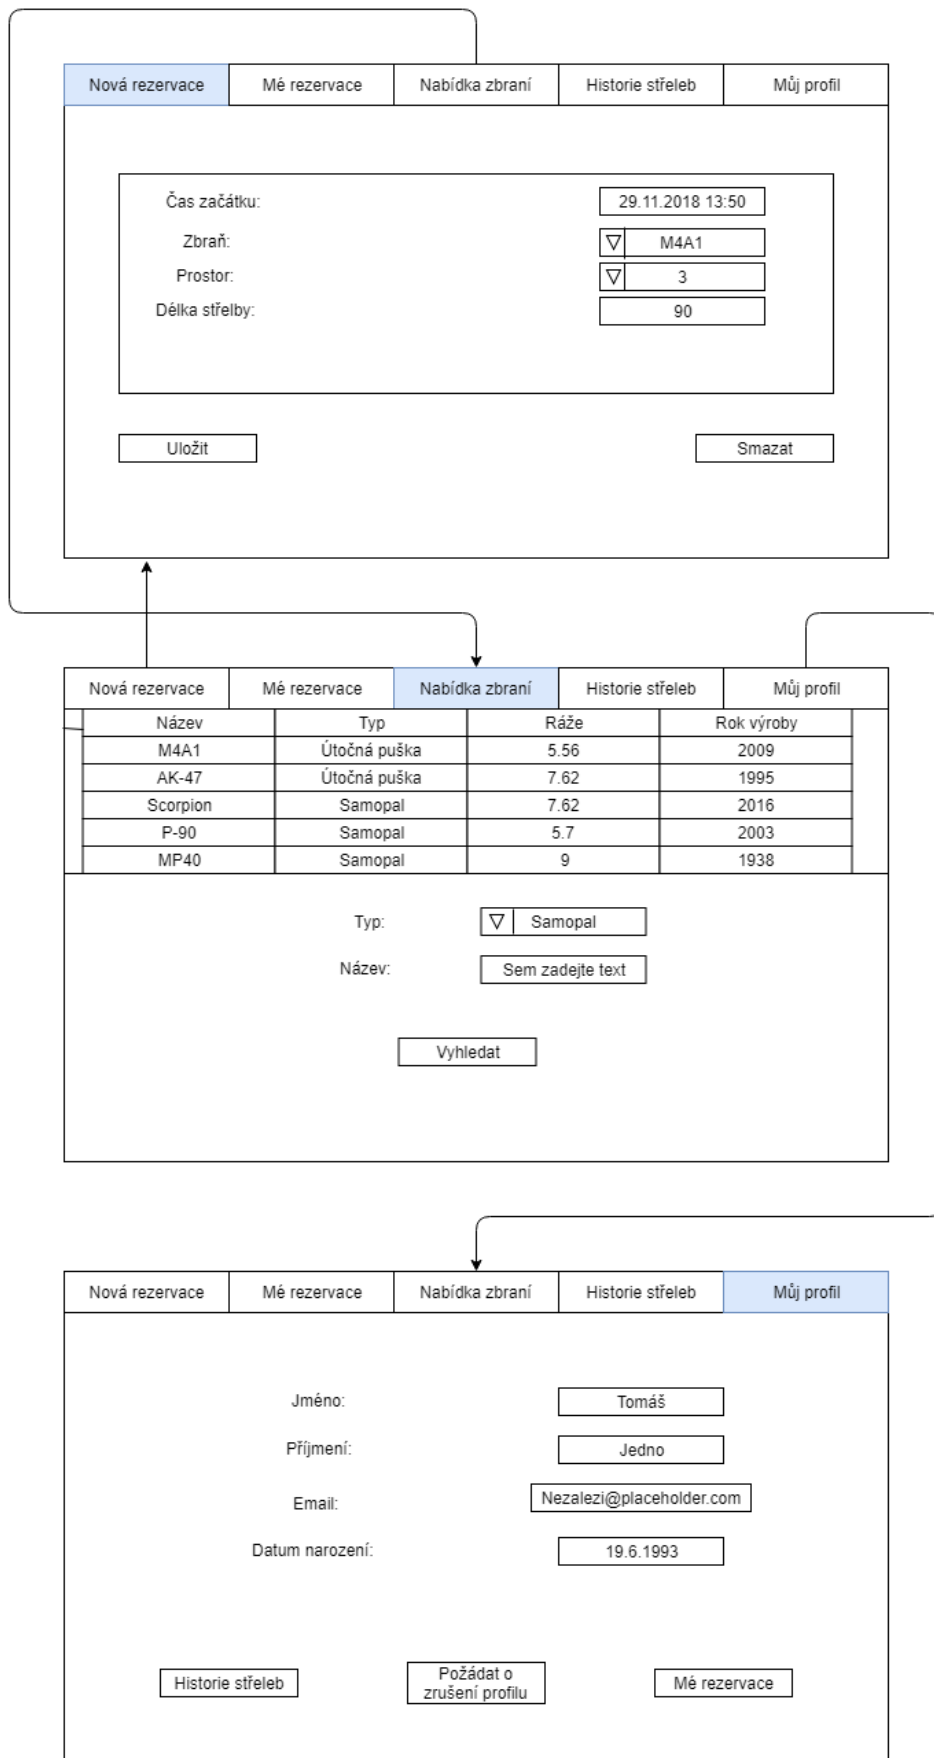 Nová rezervace Mé rezervace Nabídka zbraní Historie střeleb Můj profil
Čas začátku: 29.11.2018 13:50
Zbraň: M4A1
Prostor: 3
Délka střelby: 90
Uložit Smazat
Nová rezervace Mé rezervace Nabídka zbraní Historie střeleb Můj profil
Název Typ Ráže Rok výroby
M4A1 Útočná puška 5.56 2009
AK-47 Útočná puška 7.62 1995
Scorpion Samopal 7.62 2016
P-90 Samopal 5.7 2003
MP40 Samopal 9 1938
Typ: Samopal
Název: Sem zadejte text
Vyhledat
Nová rezervace Mé rezervace Nabídka zbraní Historie střeleb Můj profil
Jméno: Tomáš
Příjmení: Jedno
Email: Nezalezi@placeholder.com
Datum narození: 19.6.1993
Historie střeleb
Požádat o
zrušení profilu
Mé rezervace